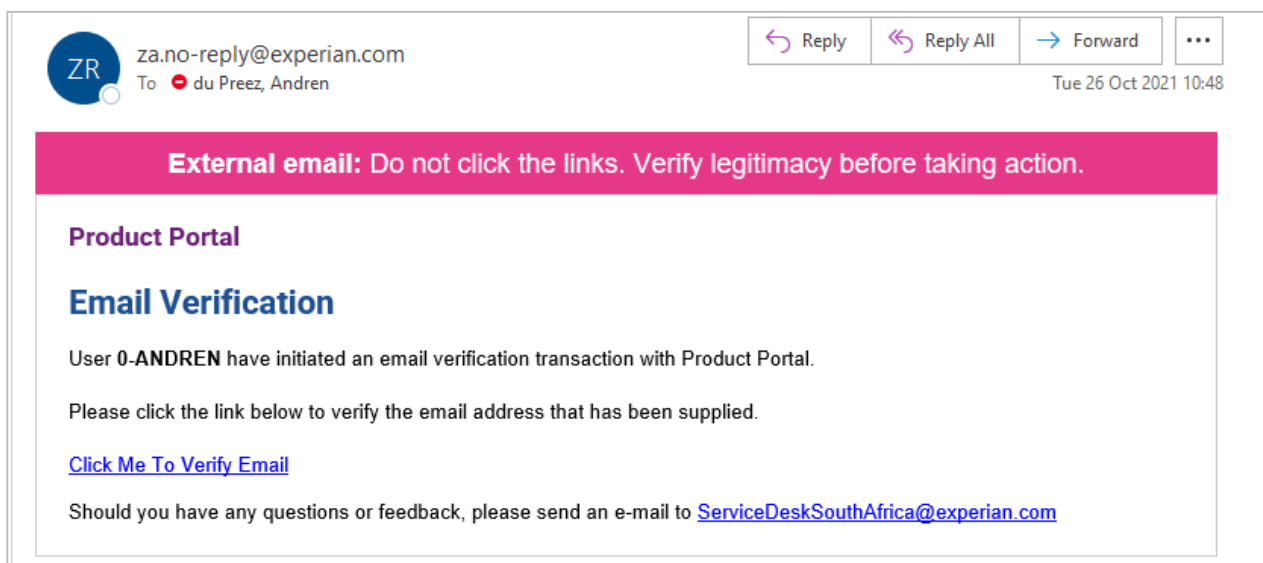 ZR
za.no-reply@experian.com
To du Preez, Andren
Reply
Reply All
Forward
Tue 26 Oct 2021 10:48
External email: Do not click the links. Verify legitimacy before taking action.
Product Portal
Email Verification
User 0-ANDREN have initiated an email verification transaction with Product Portal.
Please click the link below to verify the email address that has been supplied.
Click Me To Verify Email
Should you have any questions or feedback, please send an e-mail to ServiceDeskSouthAfrica@experian.com